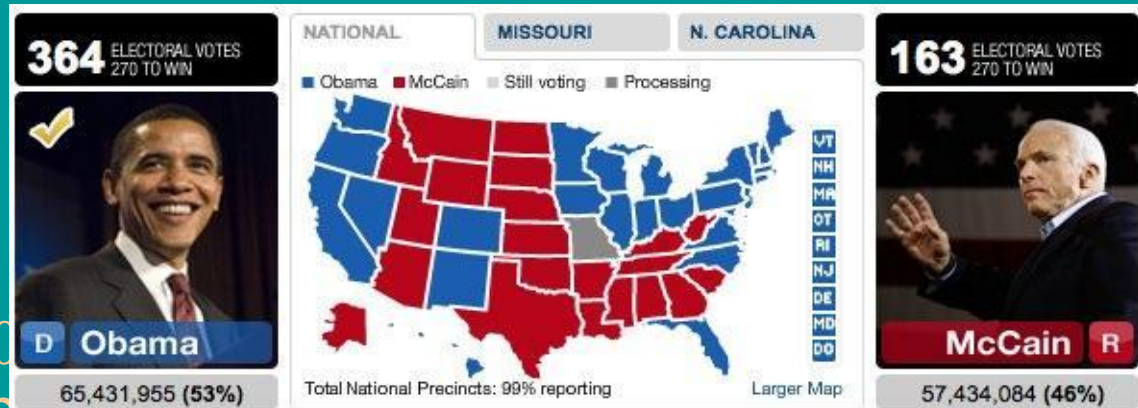 364 ELECTORAL VOTES
270 TO WIN
D Obama
65,431,955 (53%)
NATIONAL
MISSOURI
N. CAROLINA
Obama McCain Still voting Processing
VT
NH
MA
RI
NJ
DE
MD
Total National Precincts: 99% reporting
Larger Map
163 ELECTORAL VOTES
270 TO WIN
McCain R
57,434,084 (46%)